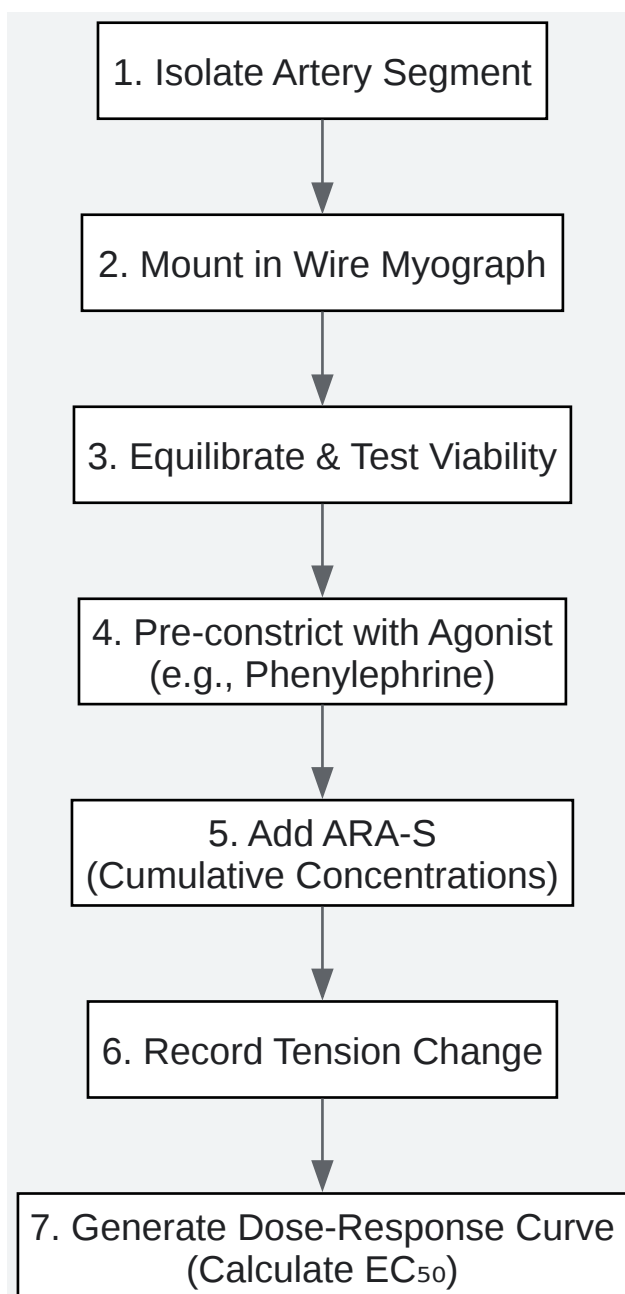 1. Isolate Artery Segment
2. Mount in Wire Myograph
3. Equilibrate & Test Viability
4. Pre-constrict with Agonist
(e.g., Phenylephrine)
5. Add ARA-S
(Cumulative Concentrations)
6. Record Tension Change
7. Generate Dose-Response Curve
(Calculate EC₅₀)